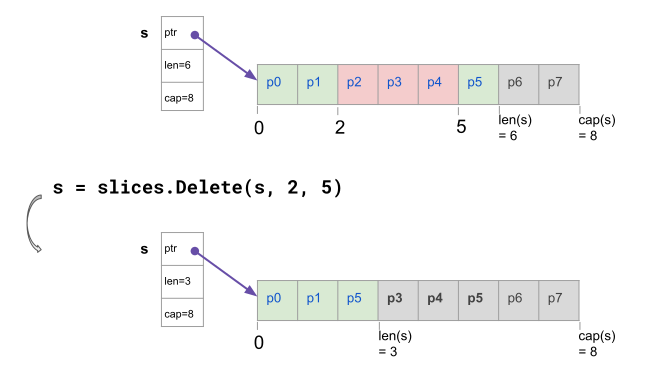 s
ptr
len=6
cap=8
p0 p1 p2 p3 p4 p5 p6 p7
0 2 5 len(s) = 6 cap(s) = 8
s = slices.Delete(s, 2, 5)
s
ptr
len=3
cap=8
p0 p1 p5 p3 p4 p5 p6 p7
0 len(s) = 3 cap(s) = 8